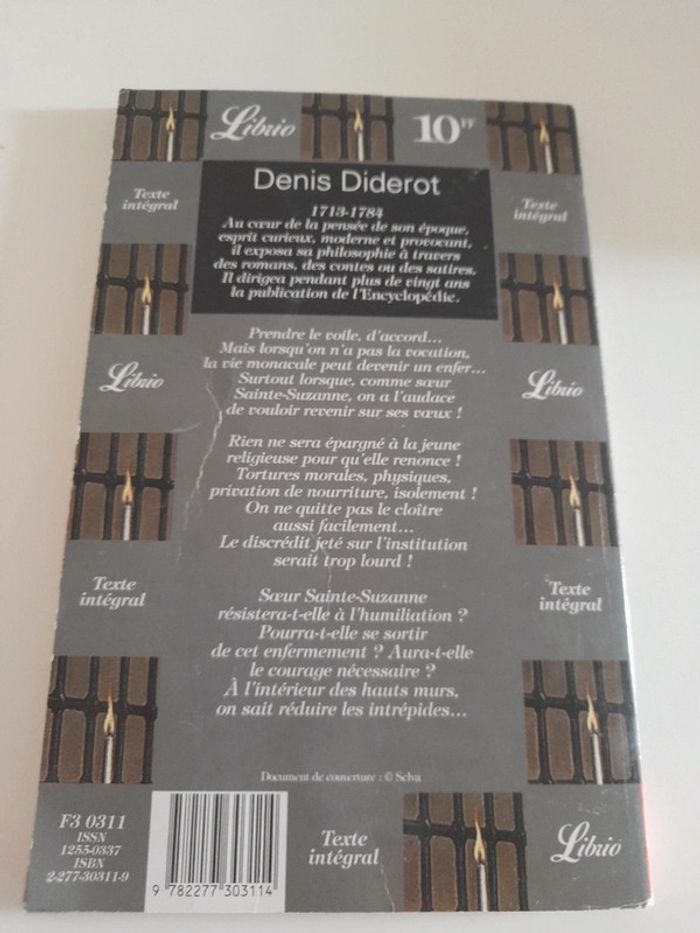 Librio
10FF
Denis Diderot
1713-1784
Au cœur de la pensée de son époque,
esprit curieux, moderne et provocant,
il exposa sa philosophie à travers
des romans, des contes ou des satires.
Il dirigea pendant plus de vingt ans
la publication de l'Encyclopédie.
Texte
intégral
Texte
intégral
Prendre le voile, d'accord...
Mais lorsqu'on n'a pas la vocation,
la vie monacale peut devenir un enfer...
Surtout lorsque, comme sœur
Sainte-Suzanne, on a l'audace
de vouloir revenir sur ses vœux !
Librio
Librio
Rien ne sera épargné à la jeune
religieuse pour qu'elle renonce !
Tortures morales, physiques,
privation de nourriture, isolement !
On ne quitte pas le cloître
aussi facilement...
Le discrédit jeté sur l'institution
serait trop lourd !
Texte
intégral
Texte
intégral
Sœur Sainte-Suzanne
résistera-t-elle à l'humiliation ?
Pourra-t-elle se sortir
de cet enfermement ? Aura-t-elle
le courage nécessaire ?
À l'intérieur des hauts murs,
on sait réduire les intrépides...
Document de couverture : © Selva
F3 0311
ISSN
1255-0337
ISBN
2-277-30311-9
9 782277 303114
Texte
intégral
Librio